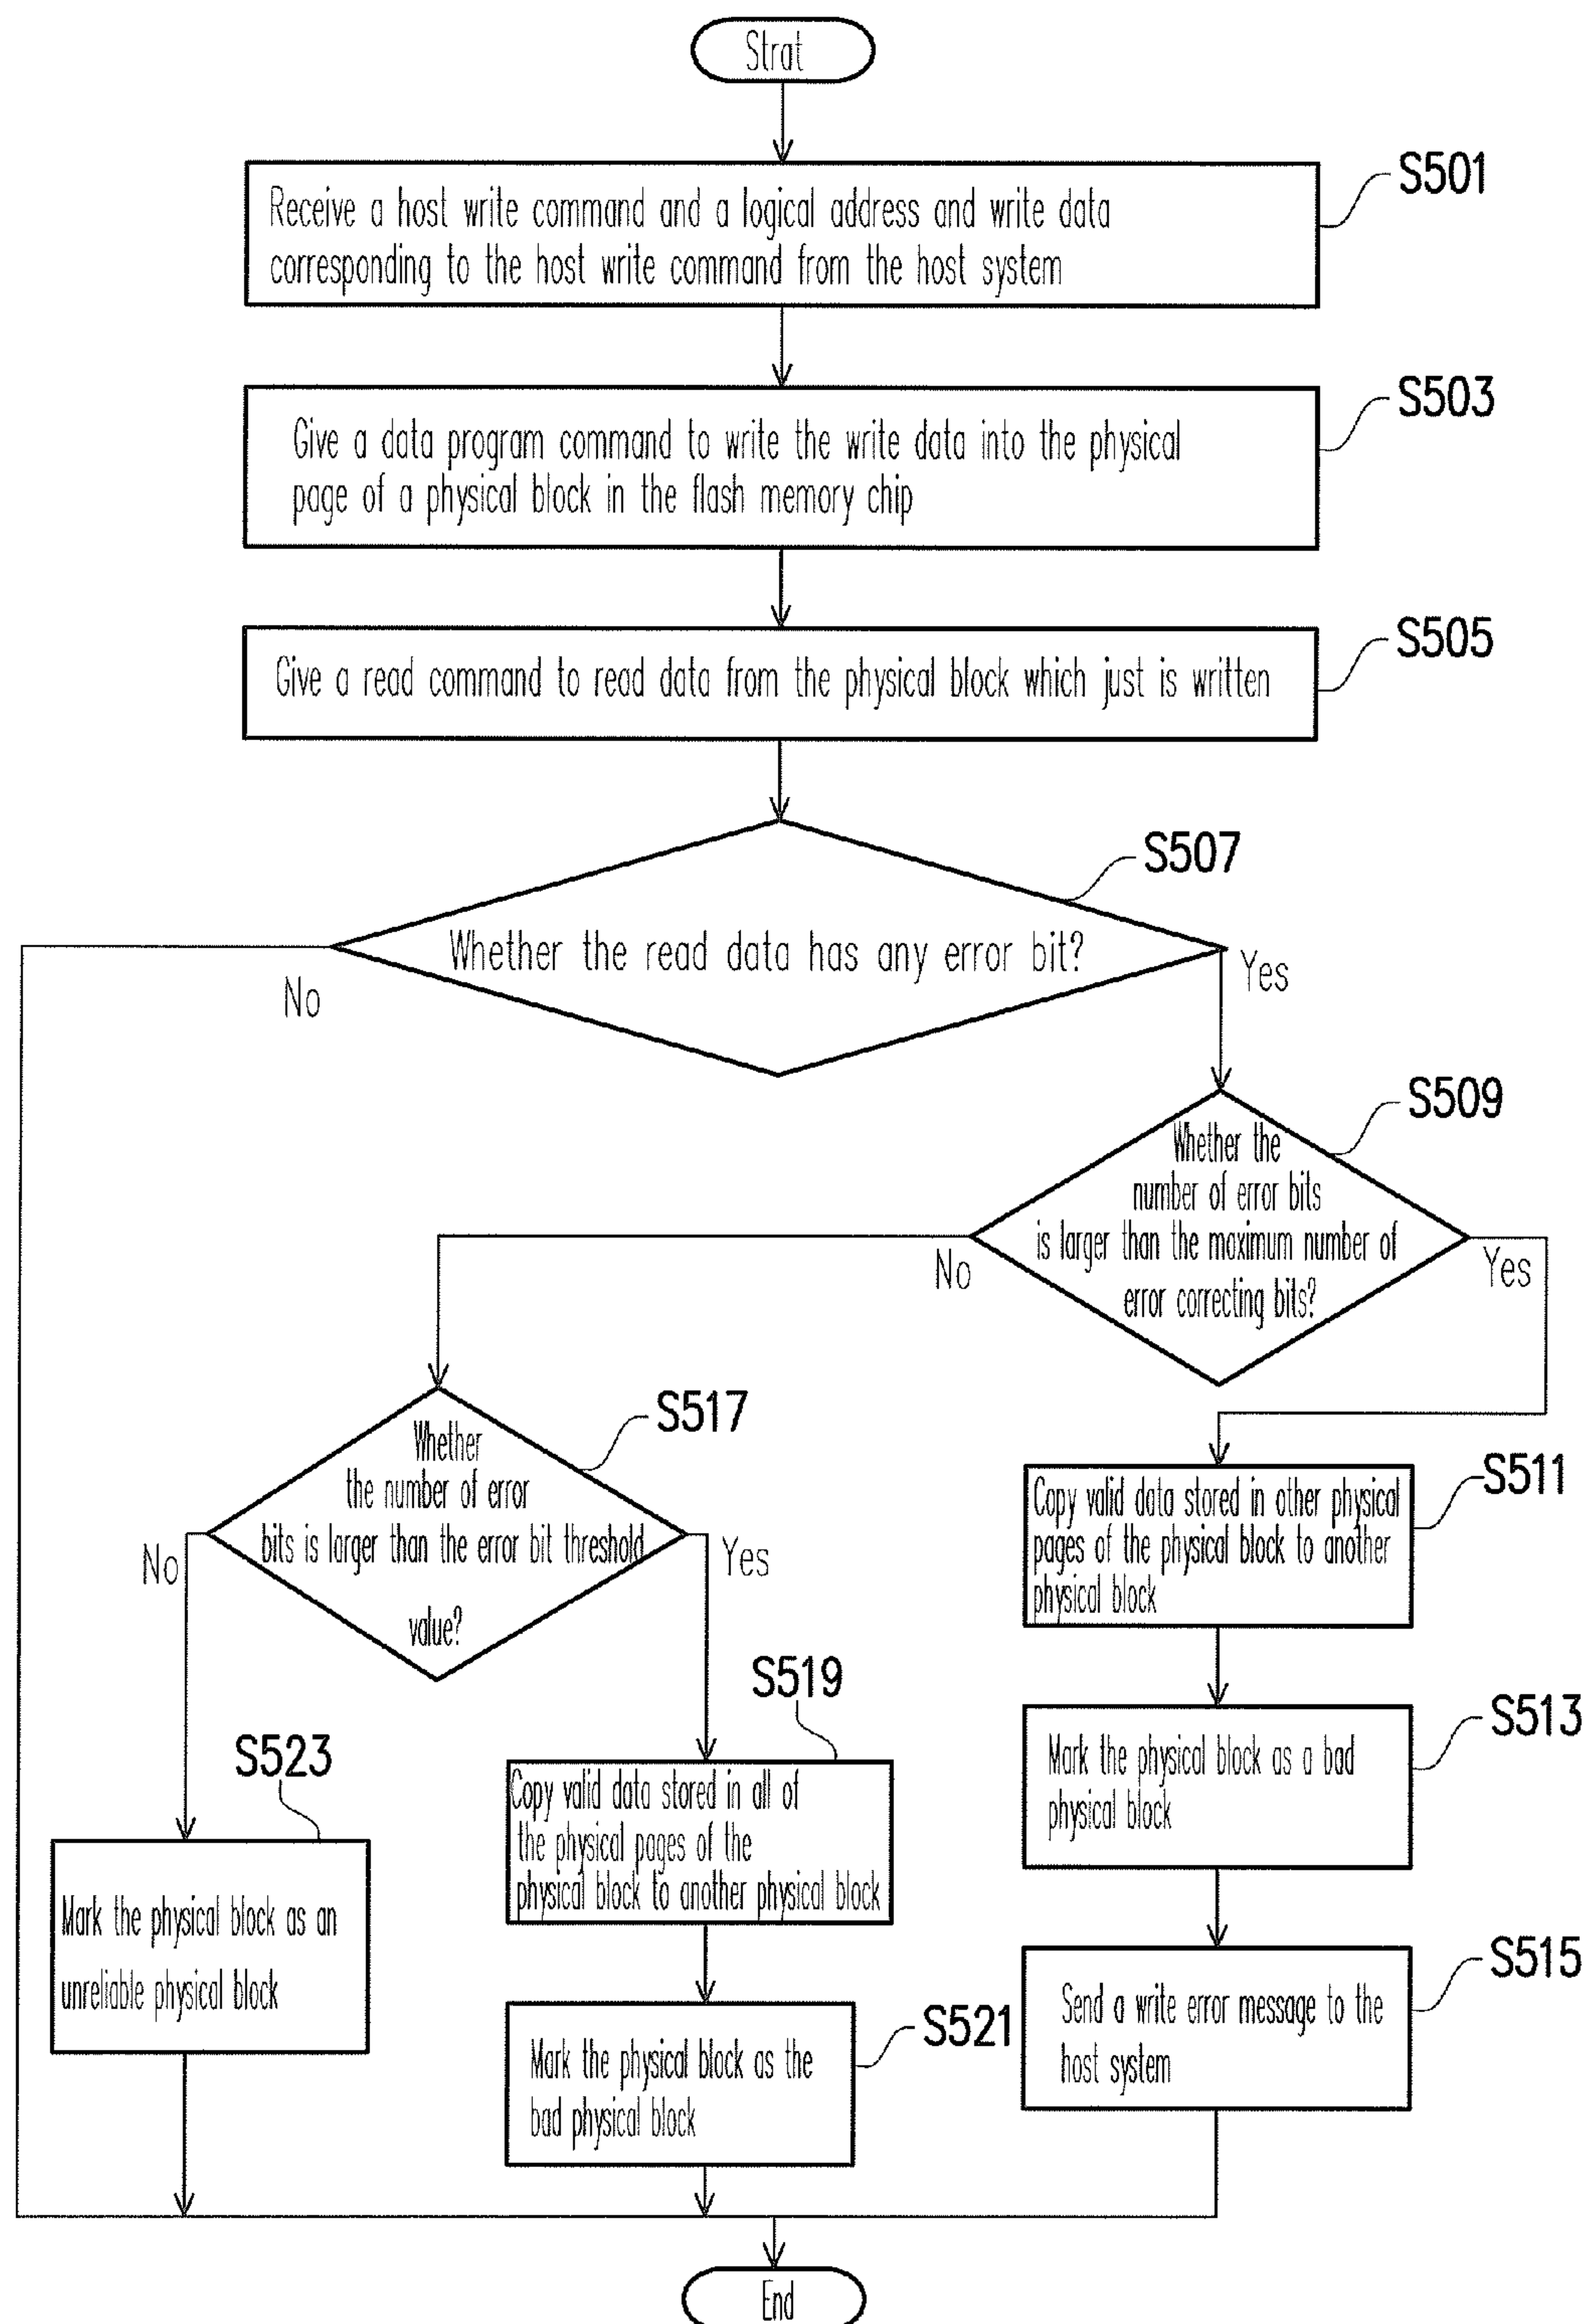 Strat
S501
Receive a host write command and a logical address and write data
corresponding to the host write command from the host system
S503
Give a data program command to write the write data into the physical
page of a physical block in the flash memory chip
S505
Give a read command to read data from the physical block which just is written
S507
Whether the read data has any error bit?
No
Yes
S509
Whether the
number of error bits
is larger than the maximum number of
error correcting bits?
No
Yes
S517
Whether
the number of error
bits is larger than the error bit threshold
value?
No
Yes
S511
Copy valid data stored in other physical
pages of the physical block to another
physical block
S519
Copy valid data stored in all of
the physical pages of the
physical block to another physical block
S513
Mark the physical block as a bad
physical block
S523
Mark the physical block as an
unreliable physical block
S521
Mark the physical block as the
bad physical block
S515
Send a write error message to the
host system
End